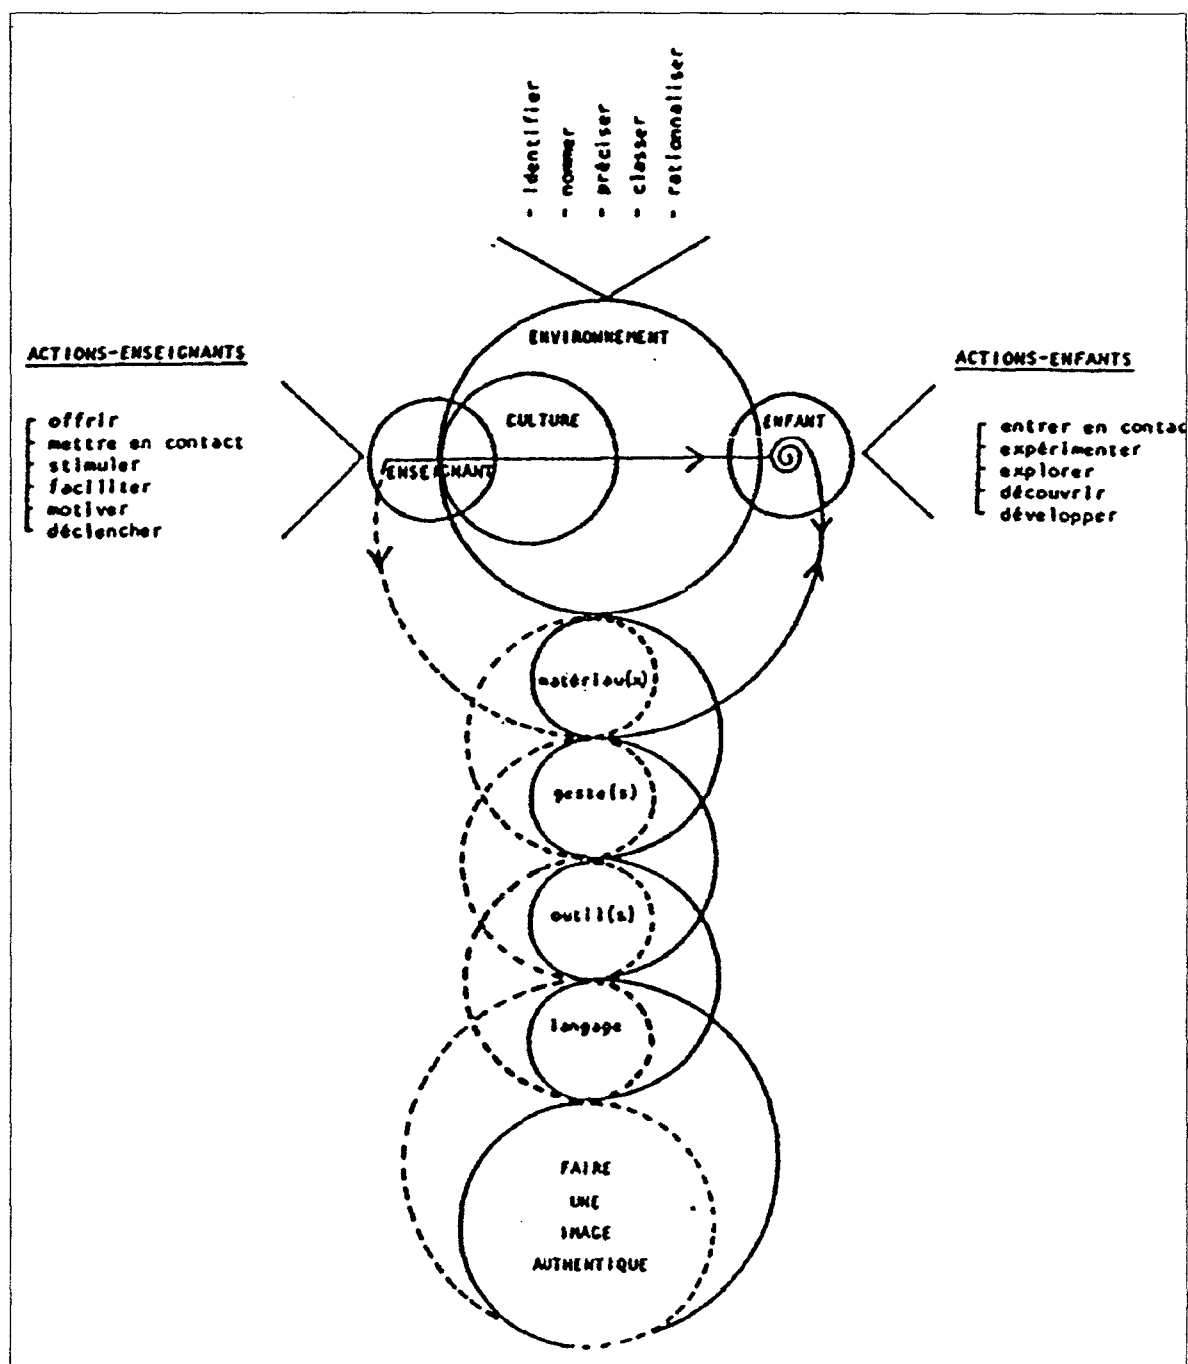 - identifier
- nommer
- préciser
- classer
- rationnaliser
ENVIRONNEMENT
ACTIONS-ENSEIGNANTS
offrir
mettre en contact
stimuler
faciliter
motiver
déclencher
CULTURE
ENSEIGNANT
ENFANT
ACTIONS-ENFANTS
entrer en contac
expérimenter
explorer
découvrir
développer
matériau(x)
geste(s)
outil(s)
langage
FAIRE
UNE
IMAGE
AUTHENTIQUE